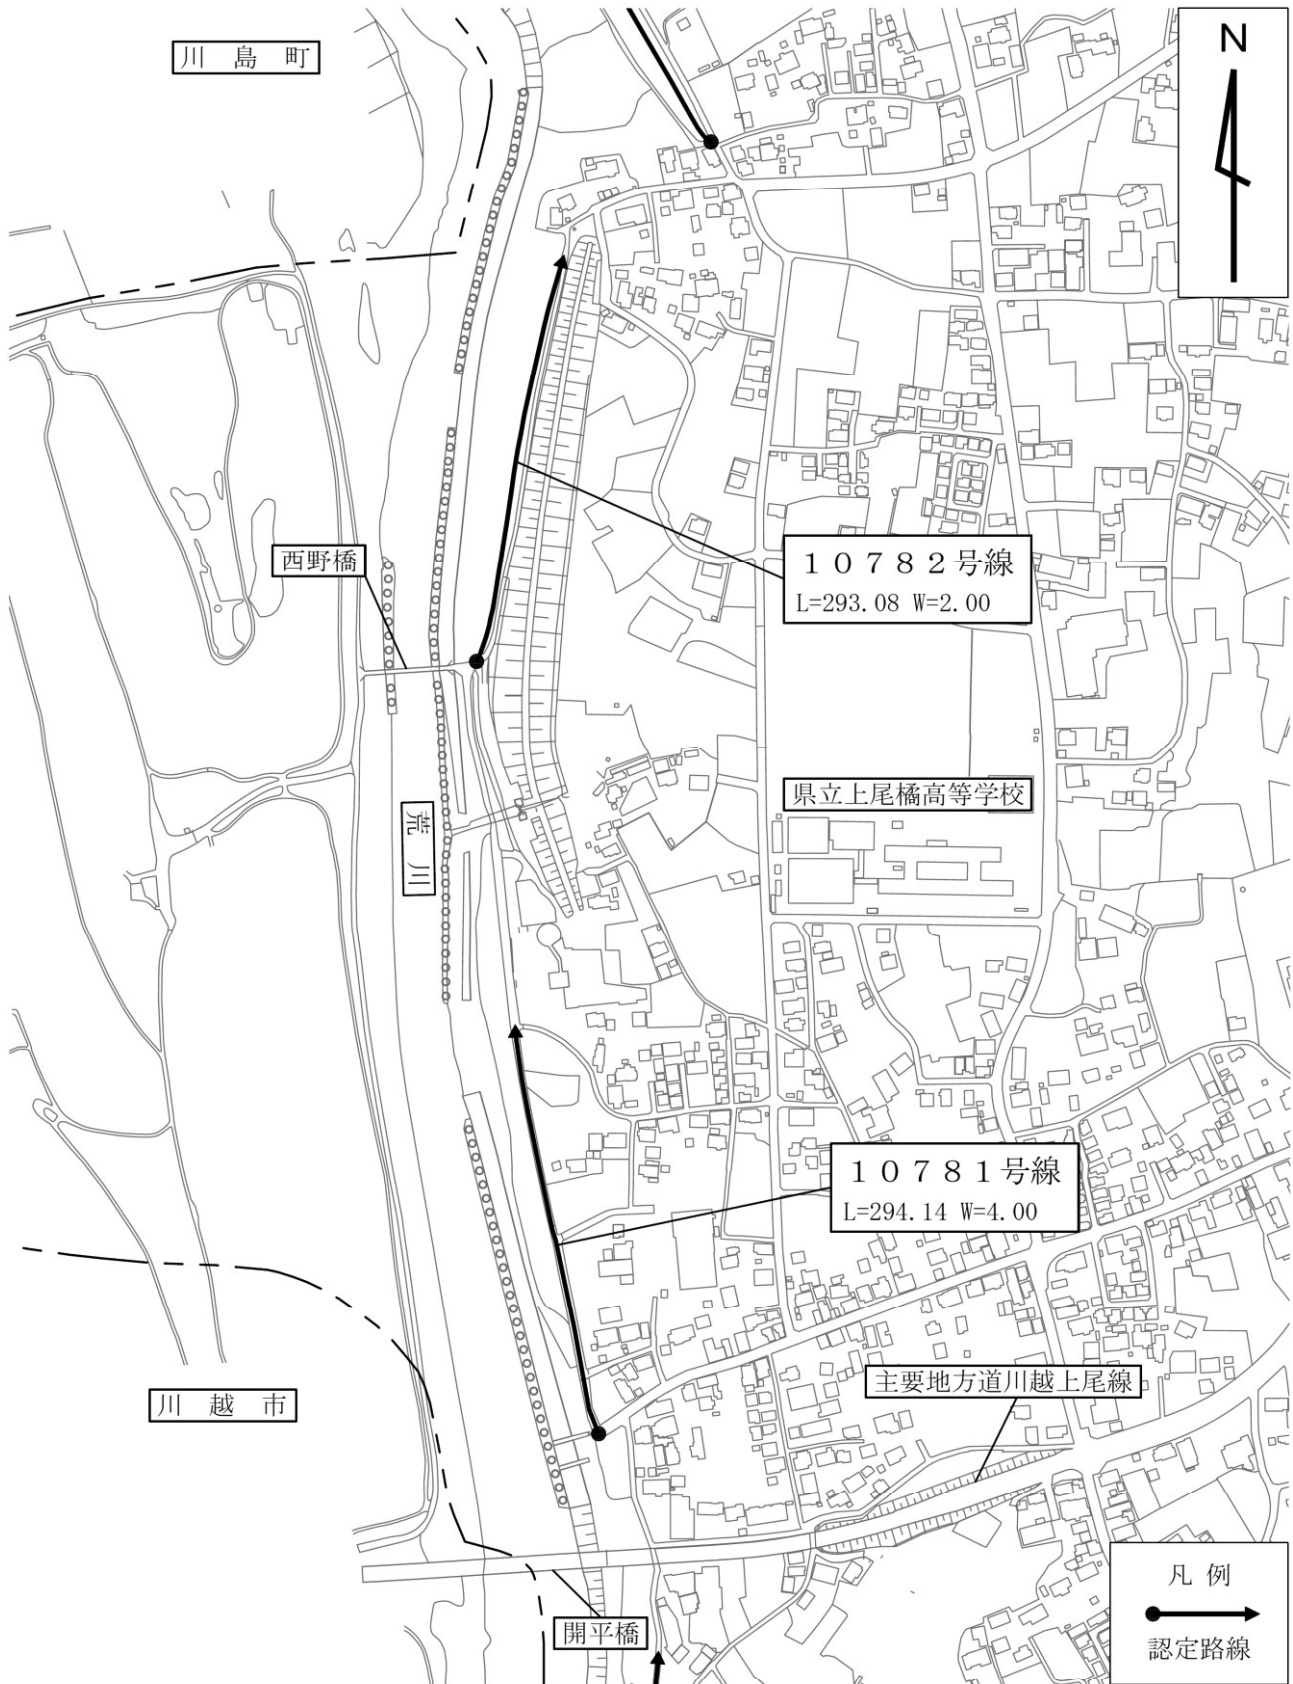 川島町
N
西野橋
１０７８２号線
L=293.08 W=2.00
県立上尾橘高等学校
荒川
１０７８１号線
L=294.14 W=4.00
主要地方道川越上尾線
川越市
開平橋
凡例
認定路線